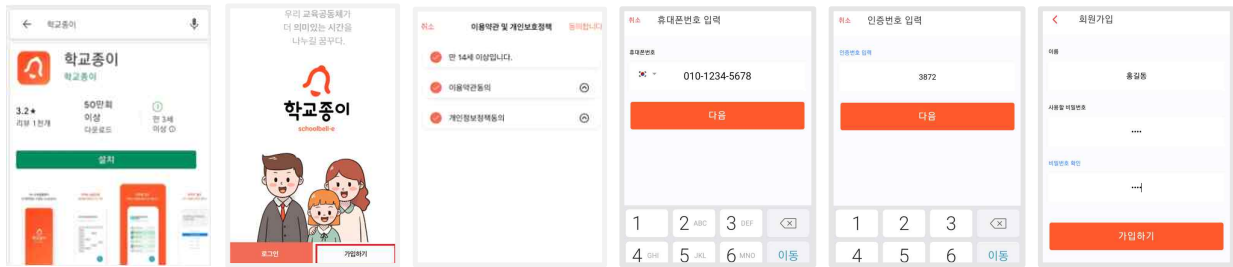 학교종이
학교종이
학교종이
3.2★
리뷰 1천개
50만회
이상
다운로드
만 3세
이상
설치
우리 교육공동체가
더 의미있는 시간을
나누길 꿈꾸다.
학교종이
schoolbell-e
로그인
가입하기
취소
이용약관 및 개인보호정책
동의합니다
만 14세 이상입니다.
이용약관동의
개인정보정책동의
취소
휴대폰번호 입력
휴대폰번호
010-1234-5678
다음
1 2 ABC 3 DEF
4 GHI 5 JKL 6 MNO 이동
취소
인증번호 입력
인증번호 입력
3872
다음
1 2 3
4 5 6 이동
회원가입
이름
홍길동
사용할 비밀번호
••••
비밀번호 확인
••••
가입하기